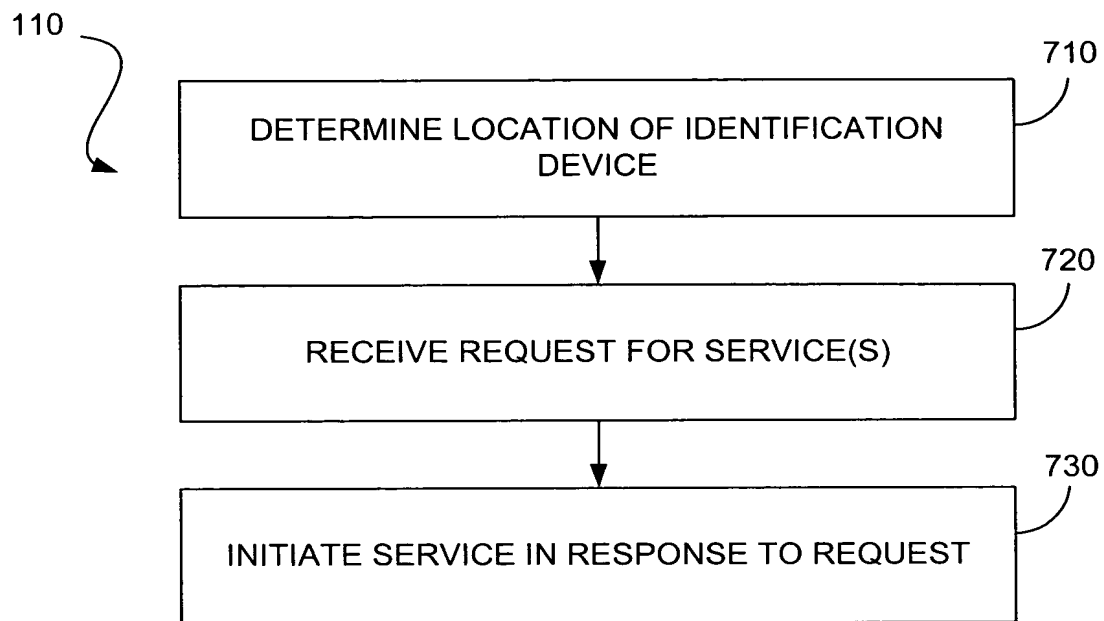 110
710
DETERMINE LOCATION OF IDENTIFICATION
DEVICE
720
RECEIVE REQUEST FOR SERVICE(S)
730
INITIATE SERVICE IN RESPONSE TO REQUEST